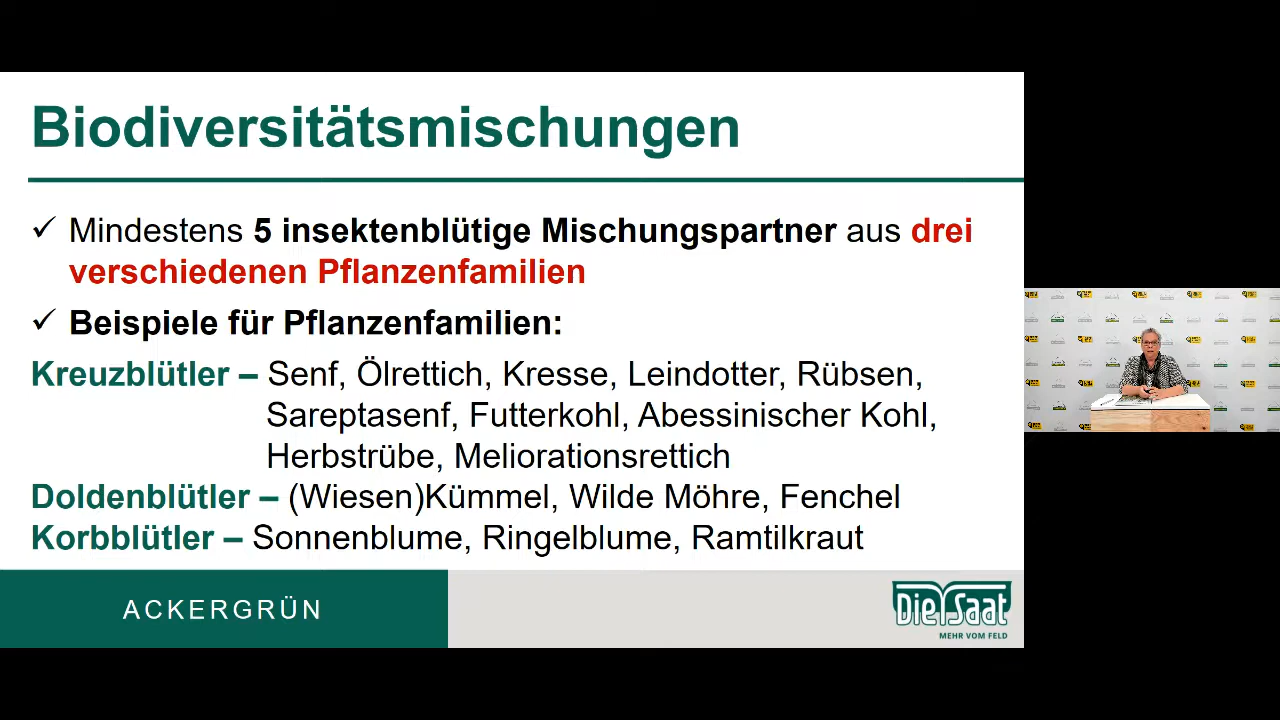 Biodiversitätsmischungen
✓ Mindestens 5 insektenblütige Mischungspartner aus drei
verschiedenen Pflanzenfamilien
✓ Beispiele für Pflanzenfamilien:
Kreuzblütler – Senf, Ölrettich, Kresse, Leindotter, Rübsen,
Sareptasenf, Futterkohl, Abessinischer Kohl,
Herbstrübe, Meliorationsrettich
Doldenblütler – (Wiesen)Kümmel, Wilde Möhre, Fenchel
Korbblütler – Sonnenblume, Ringelblume, Ramtilkraut
ACKERGRÜN
Die Saat
MEHR VOM FELD